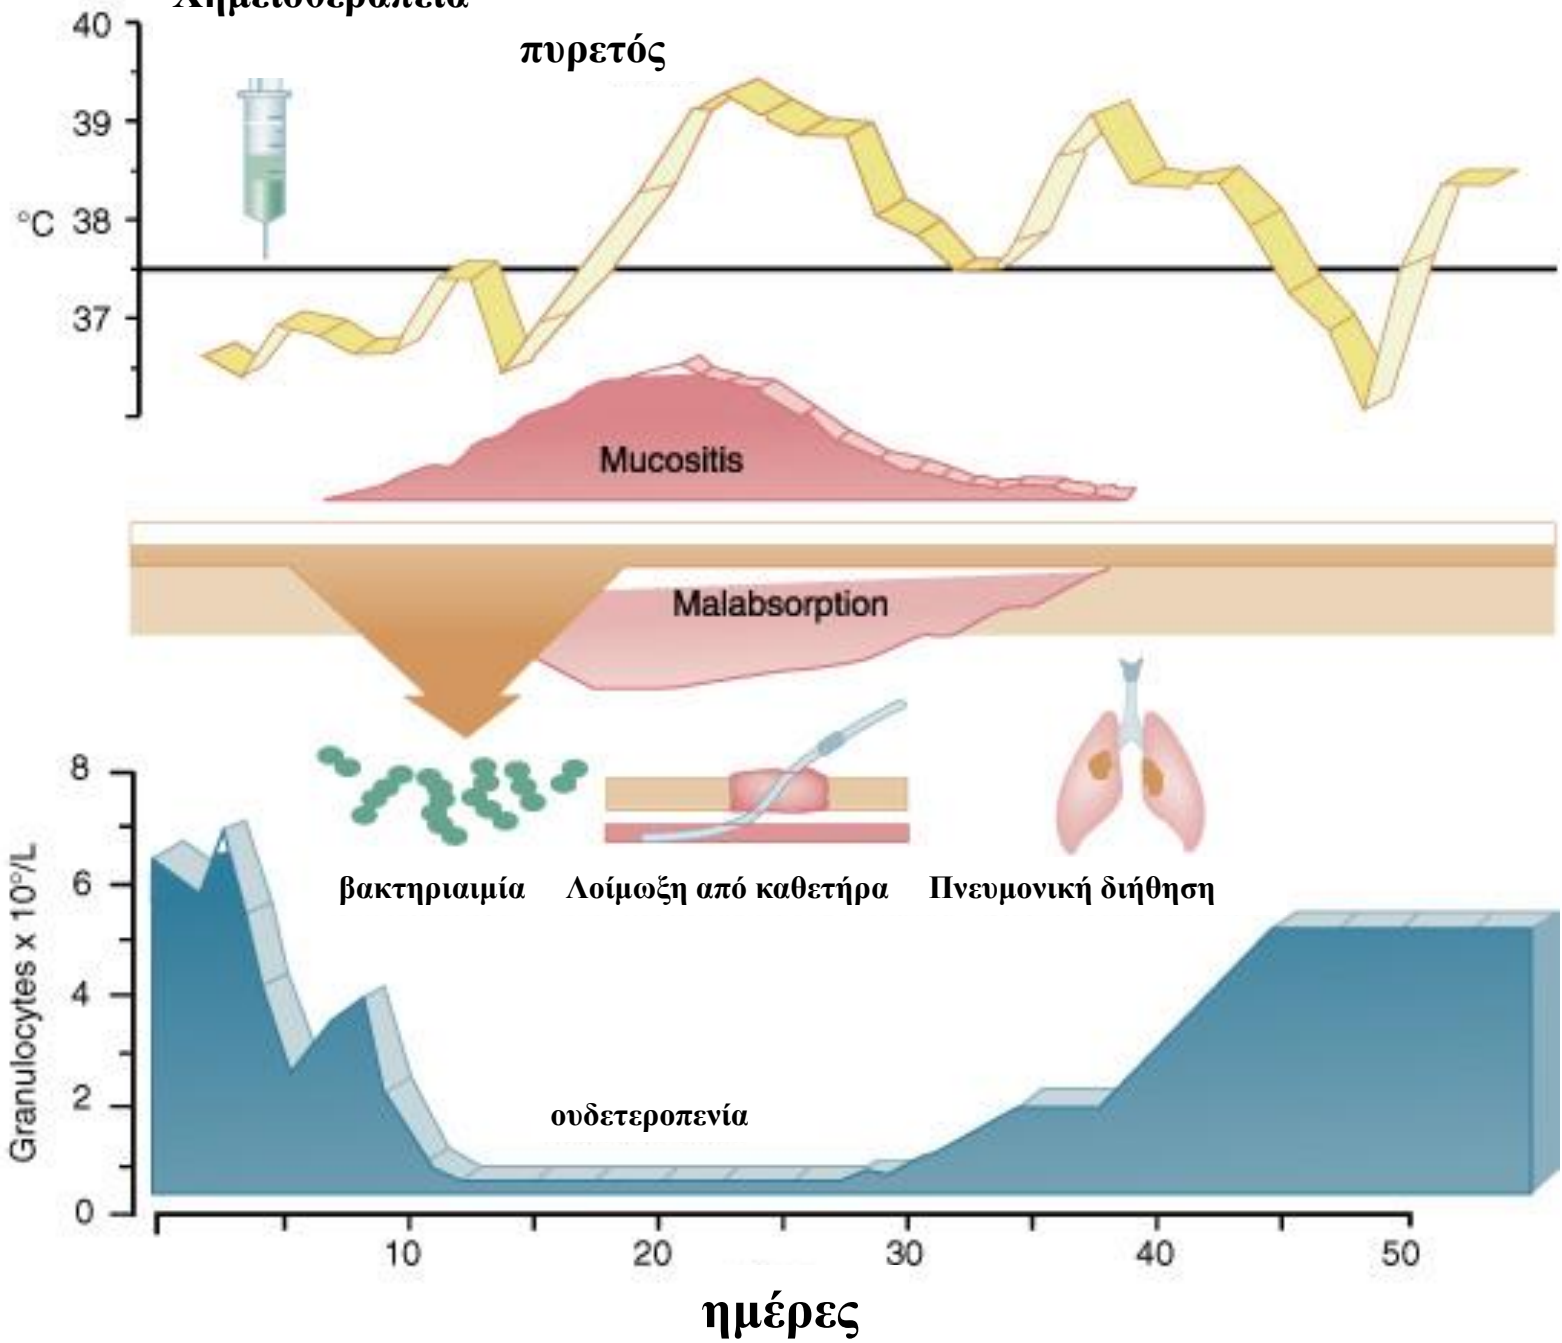 Χημειοθεραπεία
πυρετός
40
39
°C 38
37
Mucositis
Malabsorption
8
6
4
2
0
Granulocytes x 10⁹/L
βακτηριαιμία Λοίμωξη από καθετήρα Πνευμονική διήθηση
ουδετεροπενία
10 20 30 40 50
ημέρες